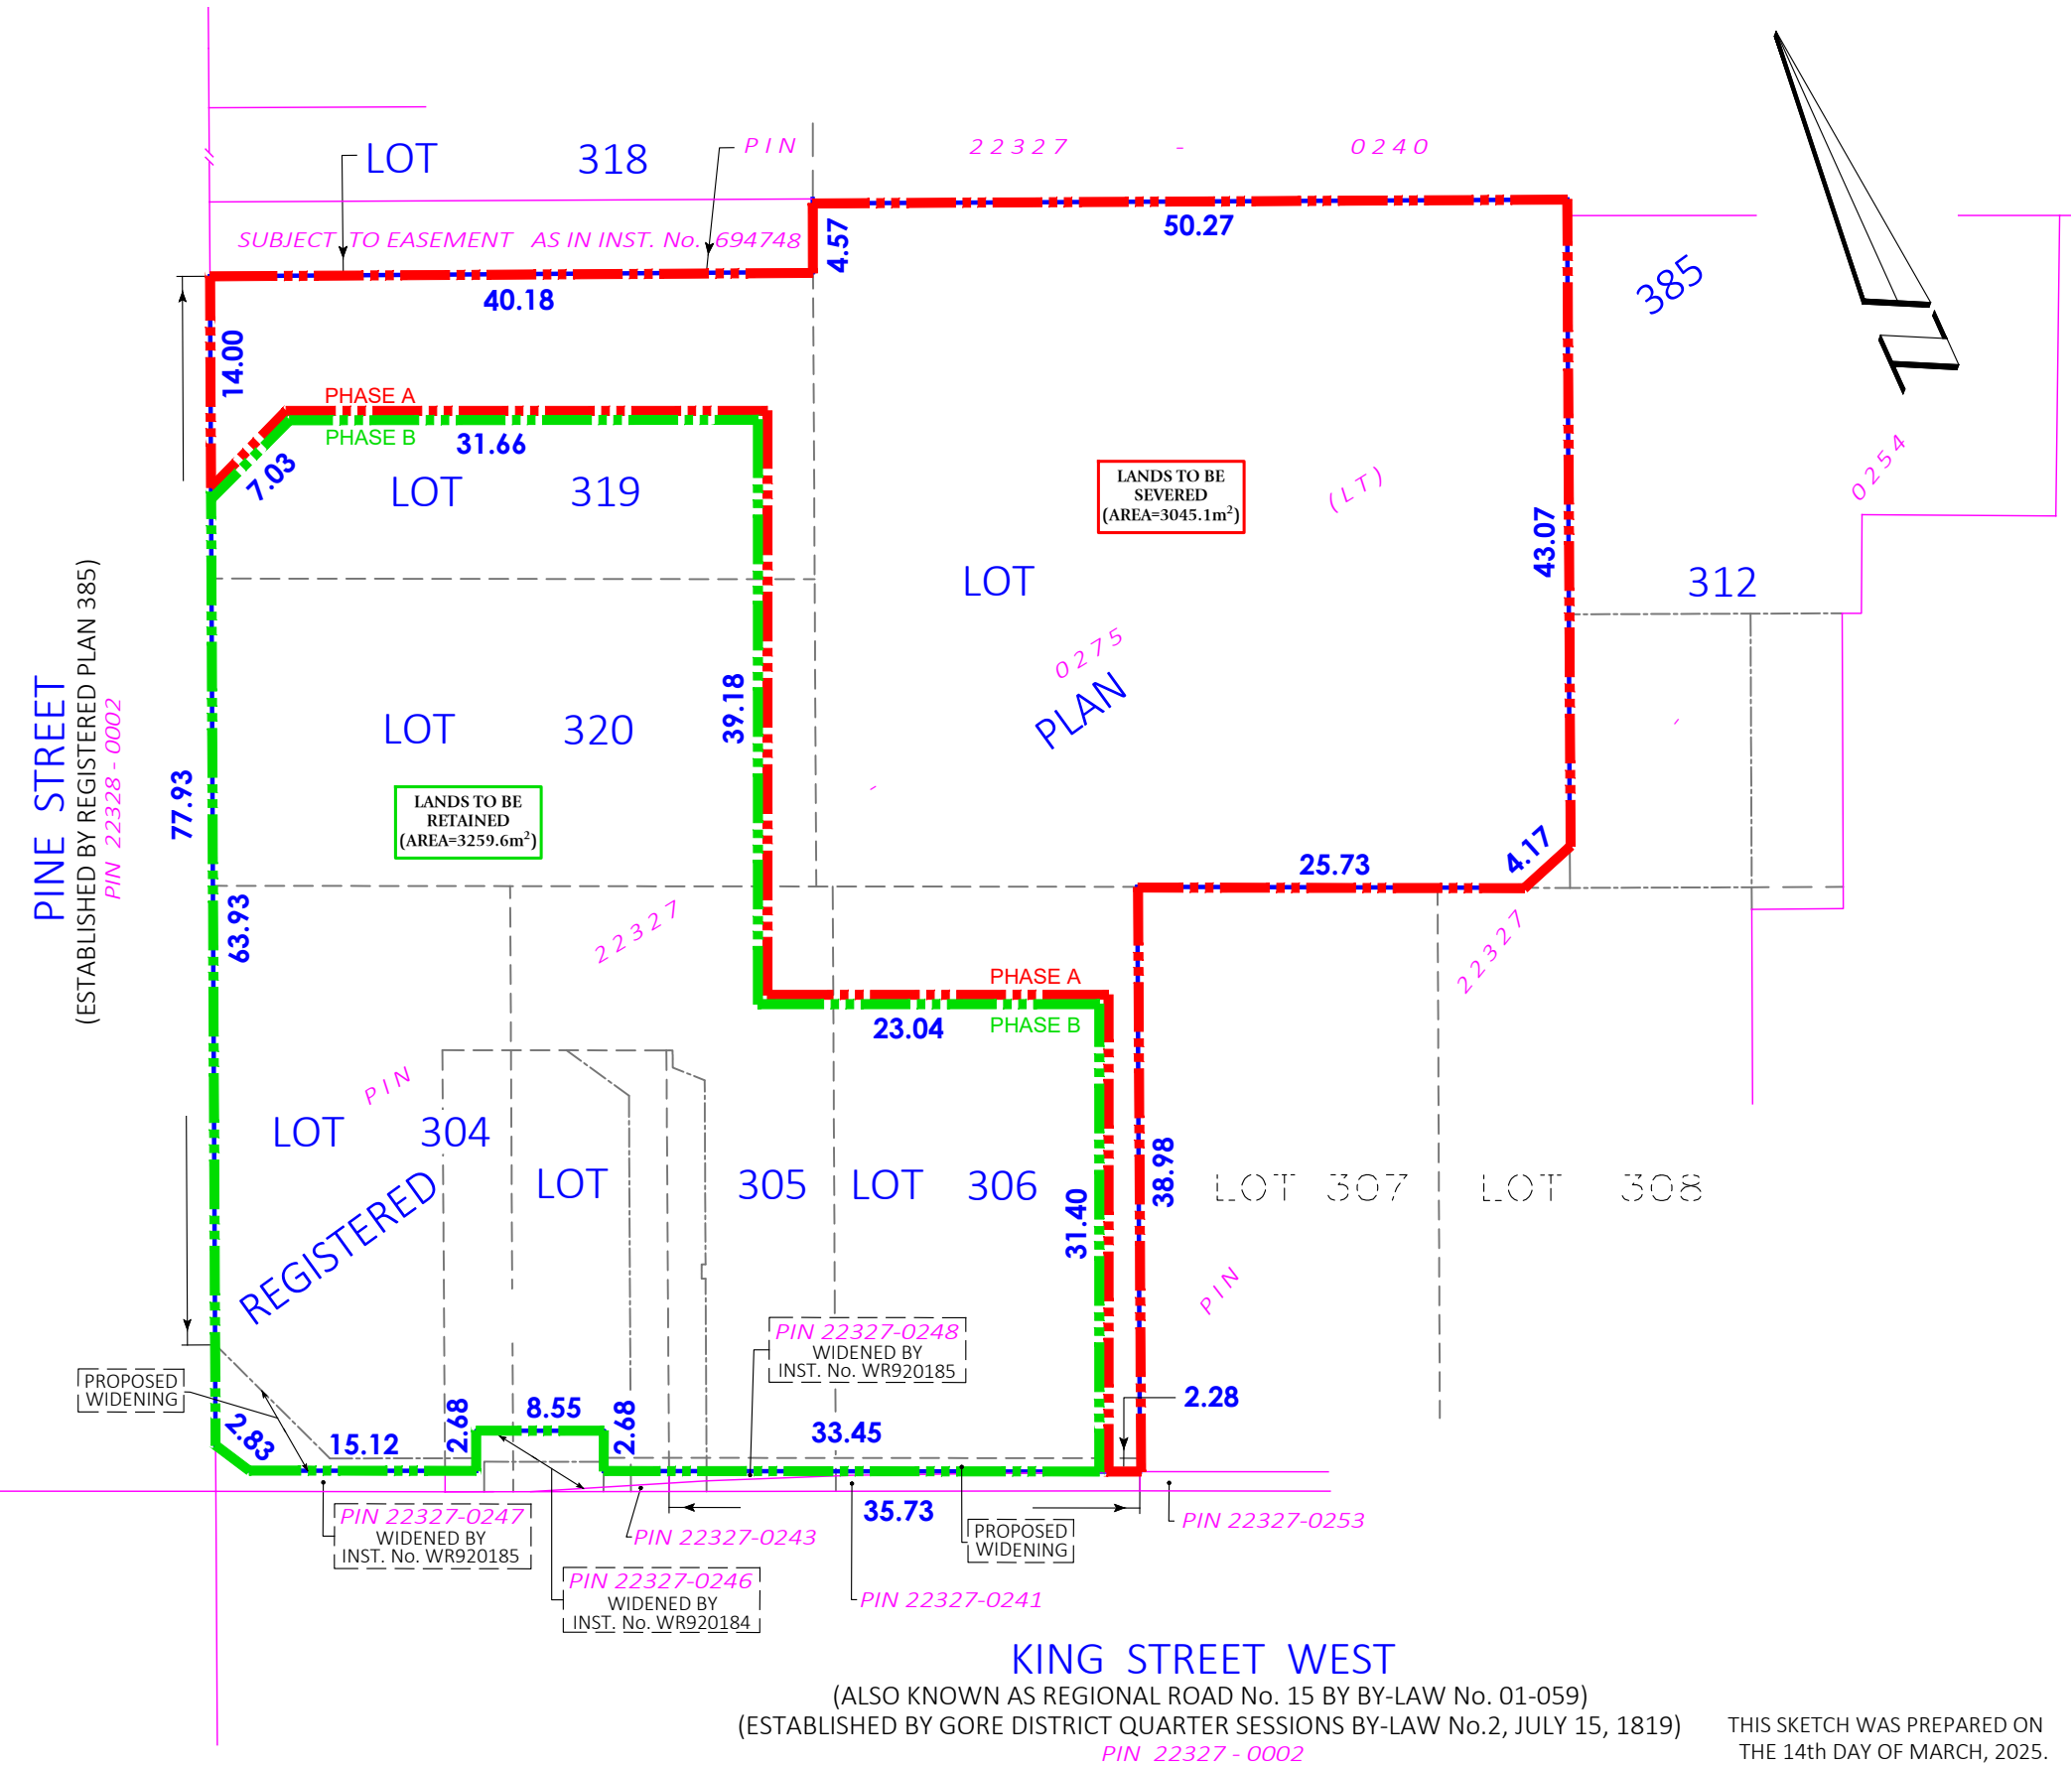 LOT 318
PIN 22327 - 0240
SUBJECT TO EASEMENT AS IN INST. No. 694748
4.57
50.27
40.18
385
14.00
PHASE A
PHASE B
31.66
7.03
LOT 319
LANDS TO BE
SEVERED
(AREA=3045.1m²)
(LT)
0254
43.07
LOT
312
0275
PLAN
-
-
39.18
LOT 320
LANDS TO BE
RETAINED
(AREA=3259.6m²)
PINE STREET
(ESTABLISHED BY REGISTERED PLAN 385)
PIN 22328 - 0002
77.93
63.93
25.73
4.17
22327
22327
PHASE A
PHASE B
23.04
PIN
LOT 304
LOT 305
LOT 306
38.98
31.40
LOT 307
LOT 308
REGISTERED
PIN
PIN 22327-0248
WIDENED BY
INST. No. WR920185
PROPOSED
WIDENING
2.28
2.83
15.12
2.68
8.55
2.68
33.45
35.73
PIN 22327-0247
WIDENED BY
INST. No. WR920185
PIN 22327-0243
PROPOSED
WIDENING
PIN 22327-0253
PIN 22327-0246
WIDENED BY
INST. No. WR920184
PIN 22327-0241
KING STREET WEST
(ALSO KNOWN AS REGIONAL ROAD No. 15 BY BY-LAW No. 01-059)
(ESTABLISHED BY GORE DISTRICT QUARTER SESSIONS BY-LAW No.2, JULY 15, 1819)
PIN 22327 - 0002
THIS SKETCH WAS PREPARED ON
THE 14th DAY OF MARCH, 2025.